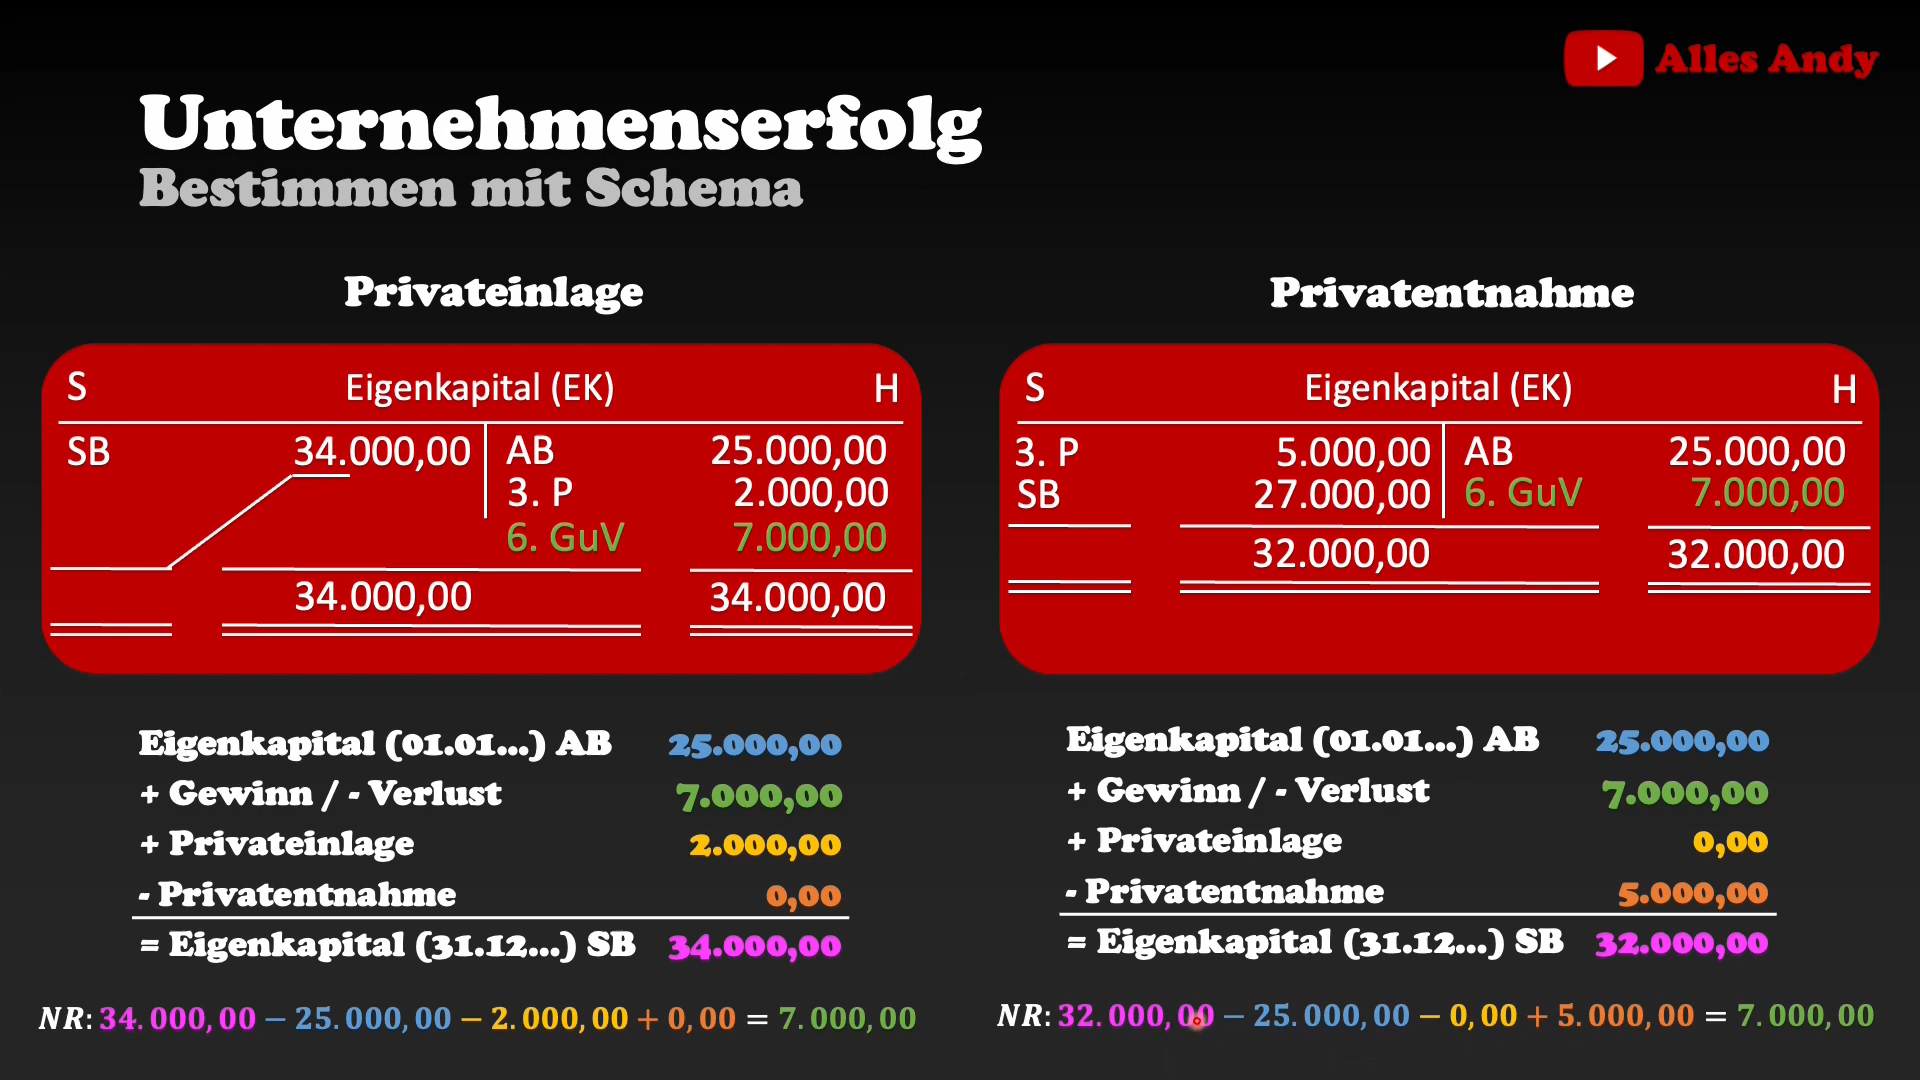 Alles Andy
Unternehmenserfolg
Bestimmen mit Schema
Privateinlage
S Eigenkapital (EK) H
SB 34.000,00 AB 25.000,00
3. P 2.000,00
6. GuV 7.000,00
34.000,00 34.000,00
Eigenkapital (01.01...) AB 25.000,00
+ Gewinn / - Verlust 7.000,00
+ Privateinlage 2.000,00
- Privatentnahme 0,00
= Eigenkapital (31.12...) SB 34.000,00
NR: 34.000,00 − 25.000,00 − 2.000,00 + 0,00 = 7.000,00
Privatentnahme
S Eigenkapital (EK) H
3. P 5.000,00 AB 25.000,00
SB 27.000,00 6. GuV 7.000,00
32.000,00 32.000,00
Eigenkapital (01.01...) AB 25.000,00
+ Gewinn / - Verlust 7.000,00
+ Privateinlage 0,00
- Privatentnahme 5.000,00
= Eigenkapital (31.12...) SB 32.000,00
NR: 32.000,00 − 25.000,00 − 0,00 + 5.000,00 = 7.000,00